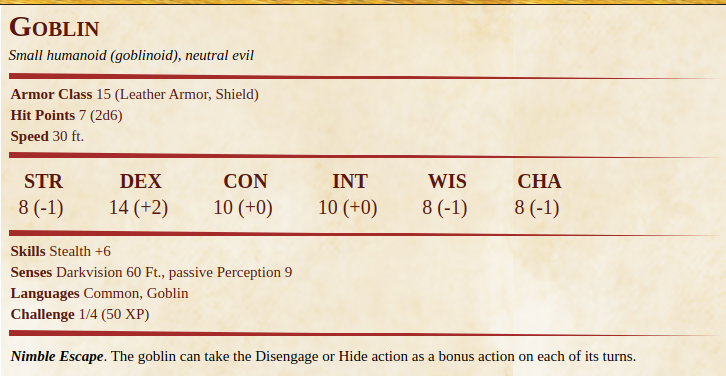 Goblin
Small humanoid (goblinoid), neutral evil
Armor Class 15 (Leather Armor, Shield)
Hit Points 7 (2d6)
Speed 30 ft.
STR DEX CON INT WIS CHA
8 (-1) 14 (+2) 10 (+0) 10 (+0) 8 (-1) 8 (-1)
Skills Stealth +6
Senses Darkvision 60 Ft., passive Perception 9
Languages Common, Goblin
Challenge 1/4 (50 XP)
Nimble Escape. The goblin can take the Disengage or Hide action as a bonus action on each of its turns.